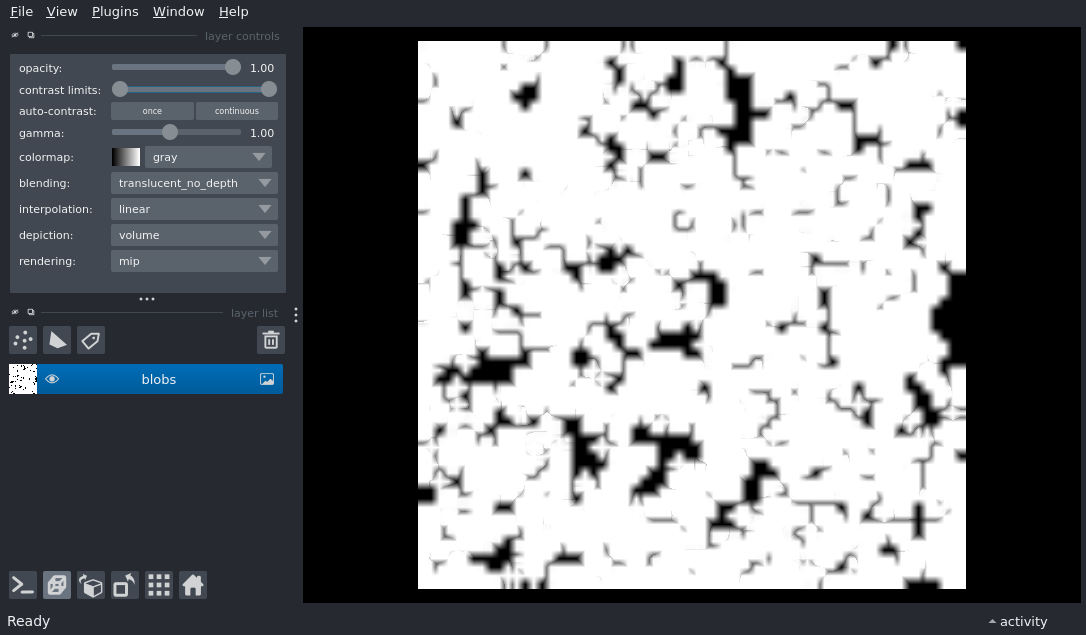 File View Plugins Window Help
layer controls
opacity: 1.00
contrast limits:
auto-contrast: once continuous
gamma: 1.00
colormap: gray
blending: translucent_no_depth
interpolation: linear
depiction: volume
rendering: mip
layer list
blobs
Ready activity